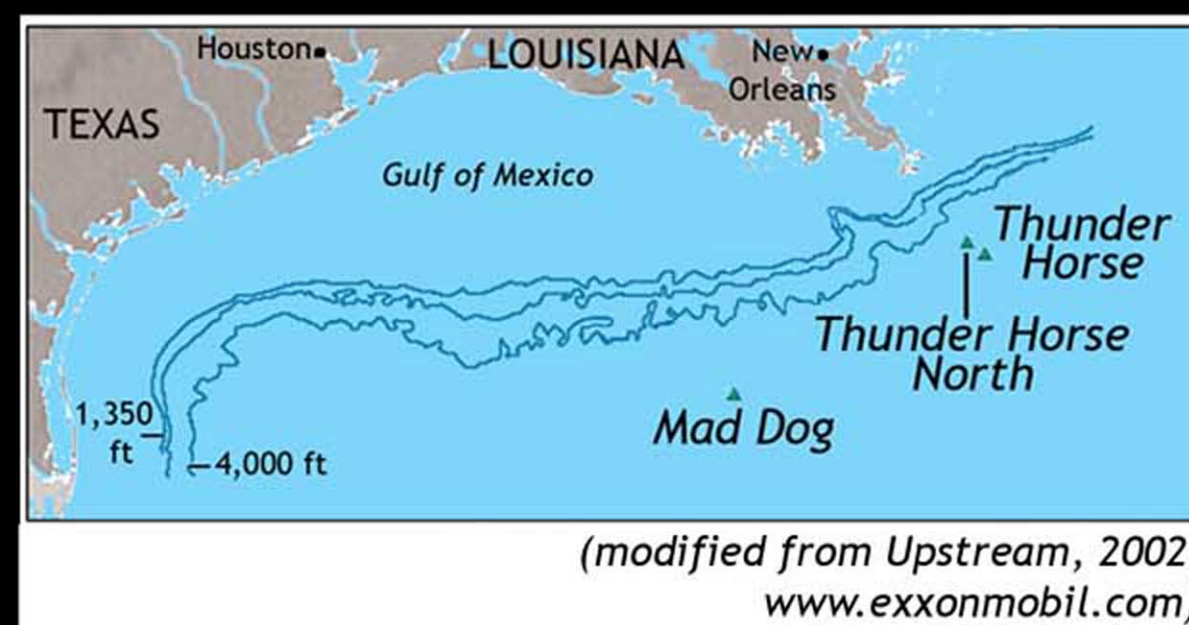 Houston
LOUISIANA
New
Orleans
TEXAS
Gulf of Mexico
Thunder
Horse
Thunder Horse
North
Mad Dog
1,350
ft
4,000 ft
(modified from Upstream, 2002
www.exxonmobil.com)